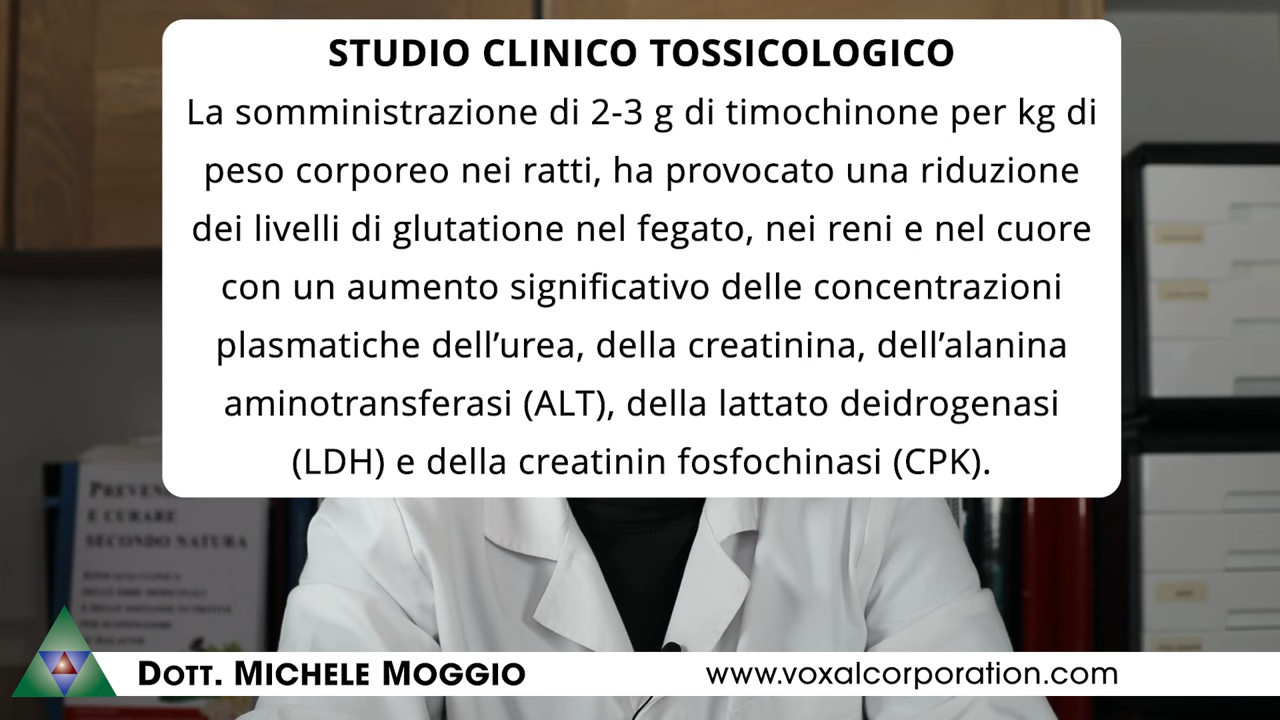 STUDIO CLINICO TOSSICOLOGICO
La somministrazione di 2-3 g di timochinone per kg di
peso corporeo nei ratti, ha provocato una riduzione
dei livelli di glutatione nel fegato, nei reni e nel cuore
con un aumento significativo delle concentrazioni
plasmatiche dell’urea, della creatinina, dell’alanina
aminotransferasi (ALT), della lattato deidrogenasi
(LDH) e della creatinin fosfochinasi (CPK).
E CURARE
SECONDO NATURA
DOTT. MICHELE MOGGIO
www.voxalcorporation.com